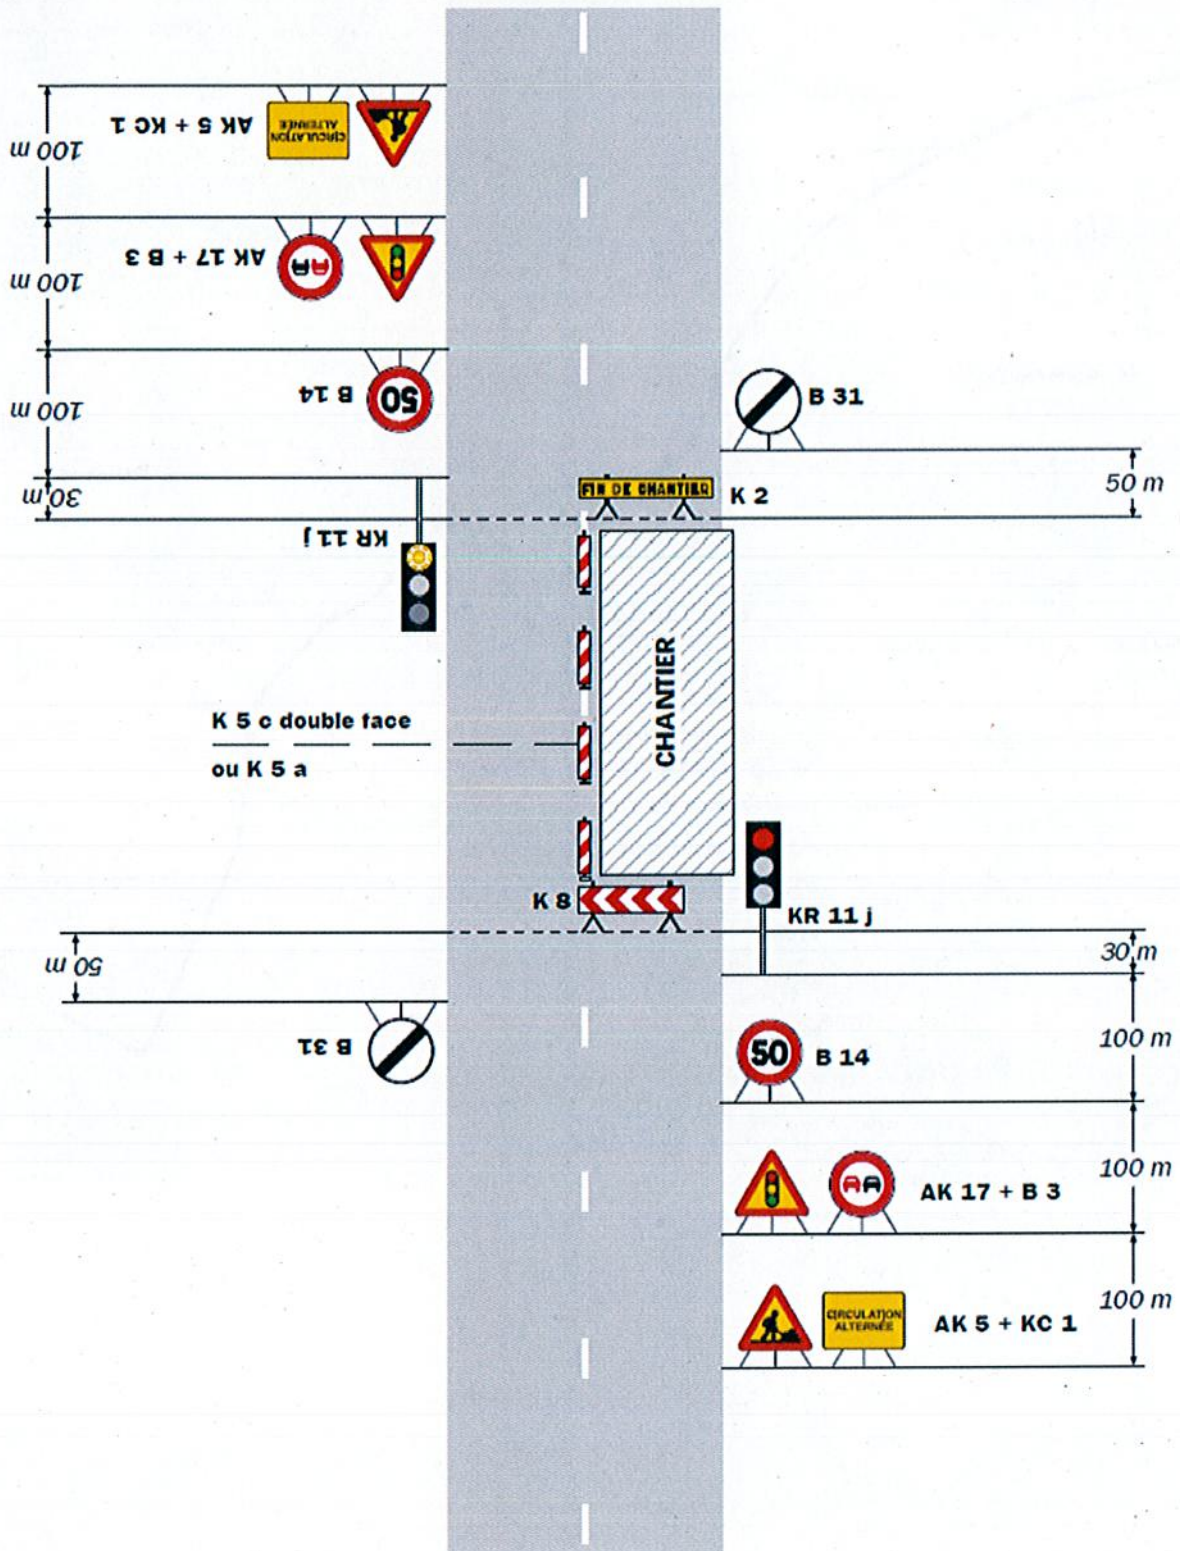 AK 5 + KC 1
CIRCULATION
ALTERNÉE
100 m
AK 17 + B 3
100 m
B 14
50
100 m
B 31
30 m
FIN DE CHANTIER
K 2
50 m
KR 11 j
CHANTIER
K 5 c double face
ou K 5 a
K 8
KR 11 j
50 m
30 m
B 31
50
B 14
100 m
AK 17 + B 3
100 m
CIRCULATION
ALTERNÉE
AK 5 + KC 1
100 m